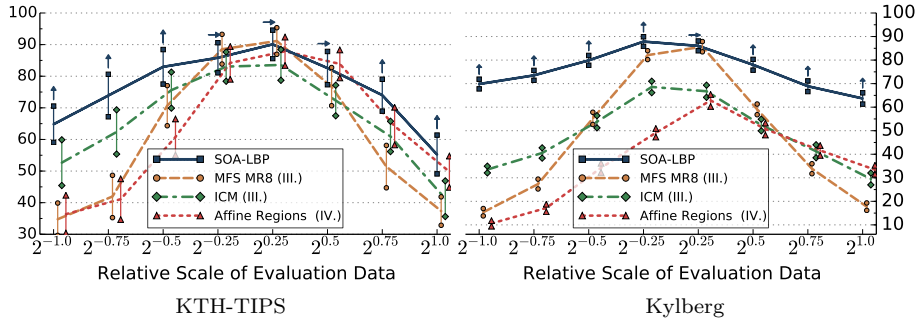 100
90
80
70
60
50
40
30
SOA-LBP
MFS MR8 (III.)
ICM (III.)
Affine Regions (IV.)
2^−1.0 2^−0.75 2^−0.5 2^0.25 2^0.25 2^0.5 2^0.75 2^1.0
Relative Scale of Evaluation Data
KTH-TIPS
100
90
80
70
60
50
40
30
20
10
SOA-LBP
MFS MR8 (III.)
ICM (III.)
Affine Regions (IV.)
2^−1.0 2^−0.75 2^−0.5 2^0.25 2^0.25 2^0.5 2^0.75 2^1.0
Relative Scale of Evaluation Data
Kylberg